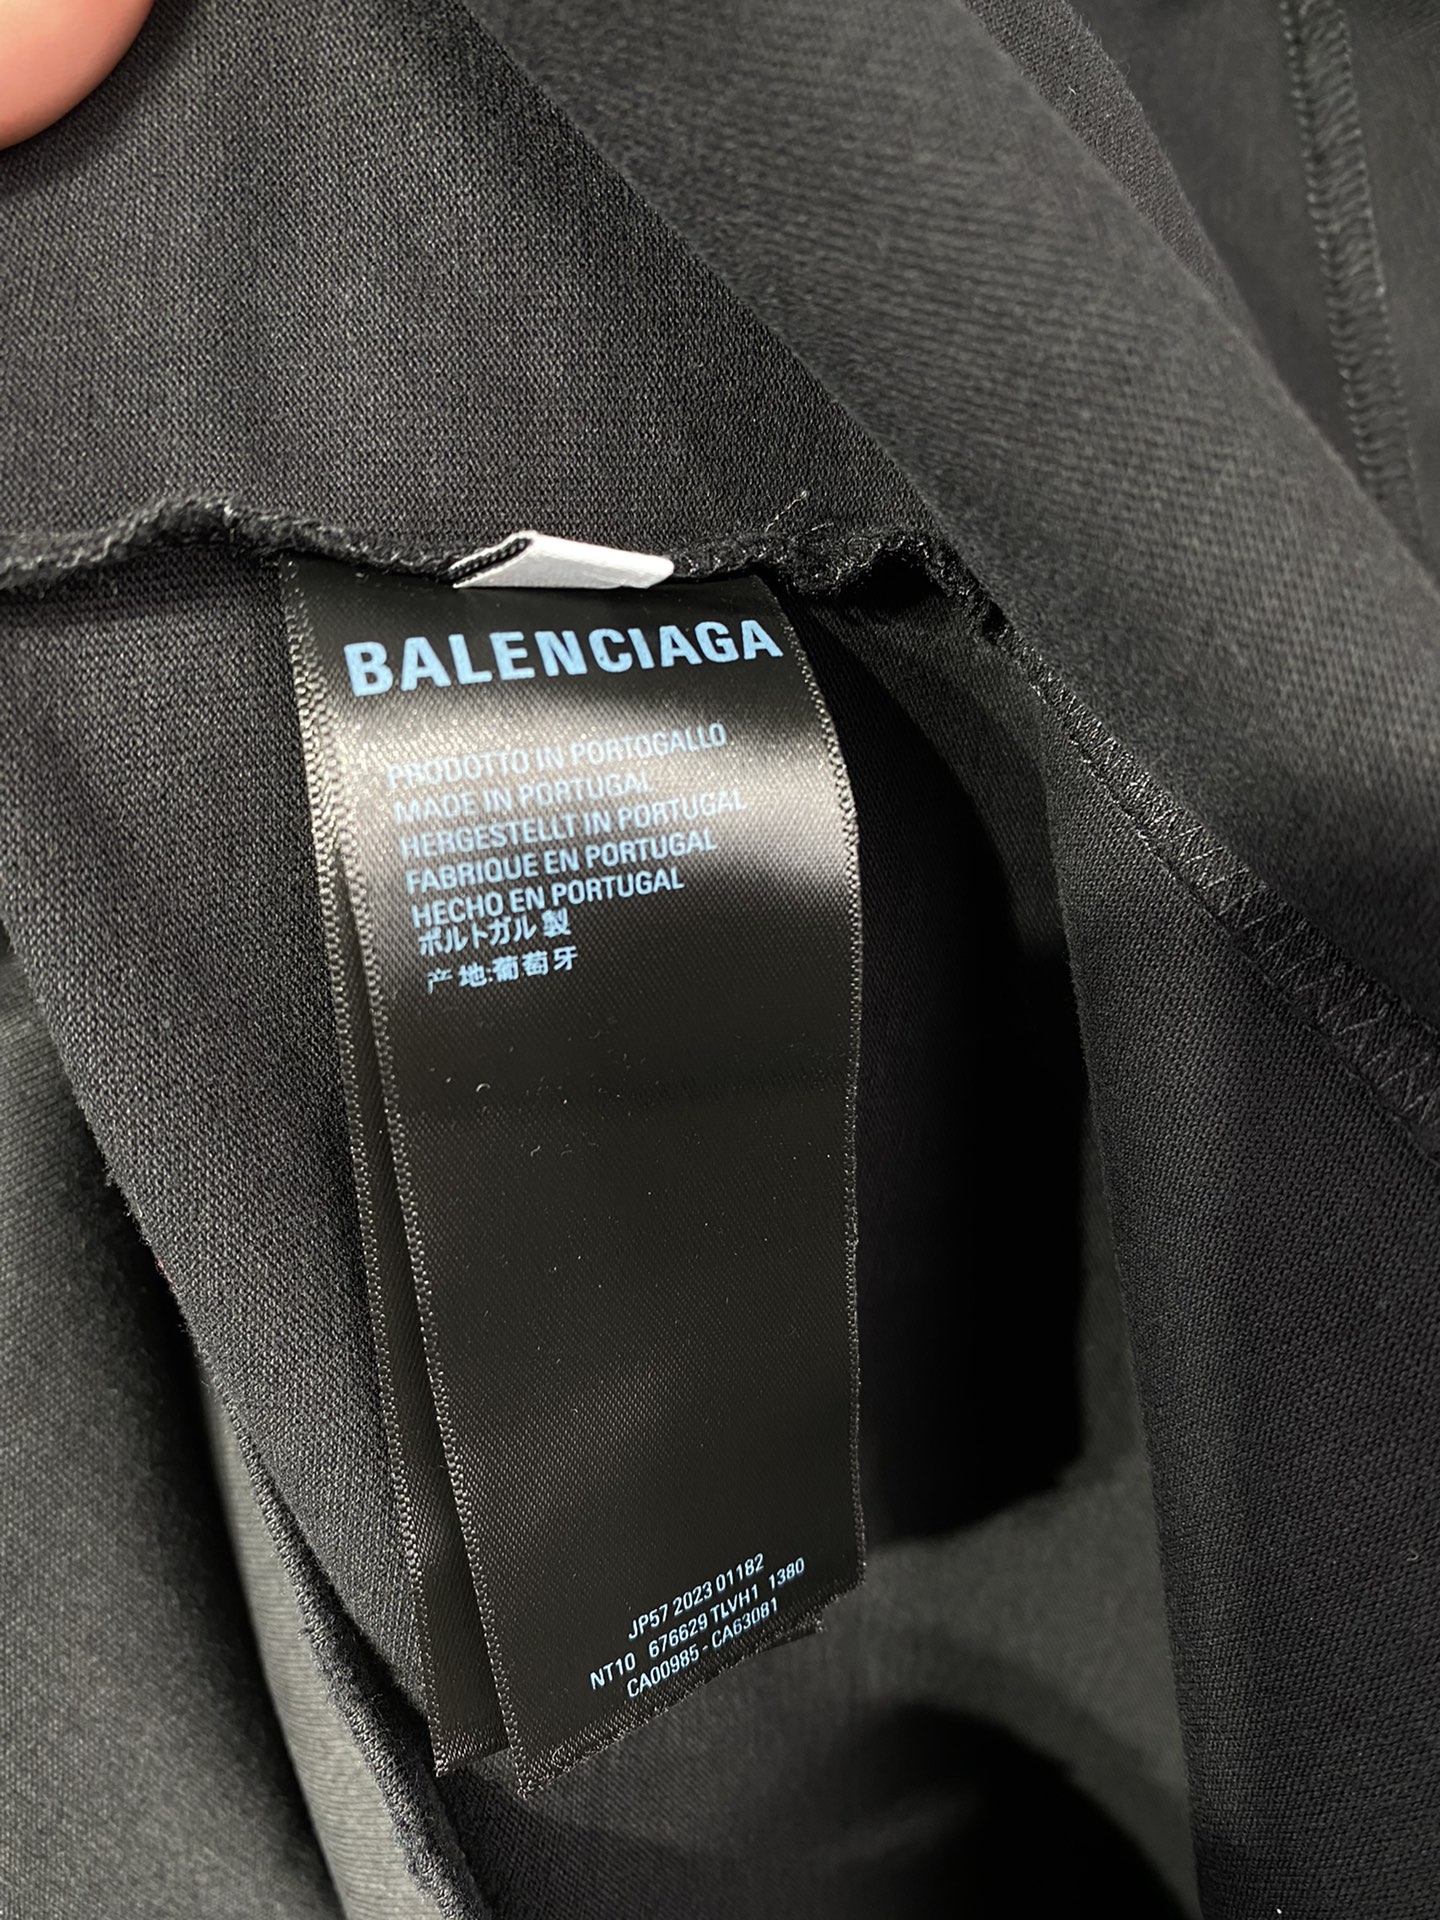 BALENCIAGA
PRODOTTO IN PORTOGALLO
MADE IN PORTUGAL
HERGESTELLT IN PORTUGAL
FABRIQUE EN PORTUGAL
HECHO EN PORTUGAL
ポルトガル 製
产 地:葡萄牙
JP57 2023 01182
NT10 676629 TLVH1 1380
CA00985 - CA63081